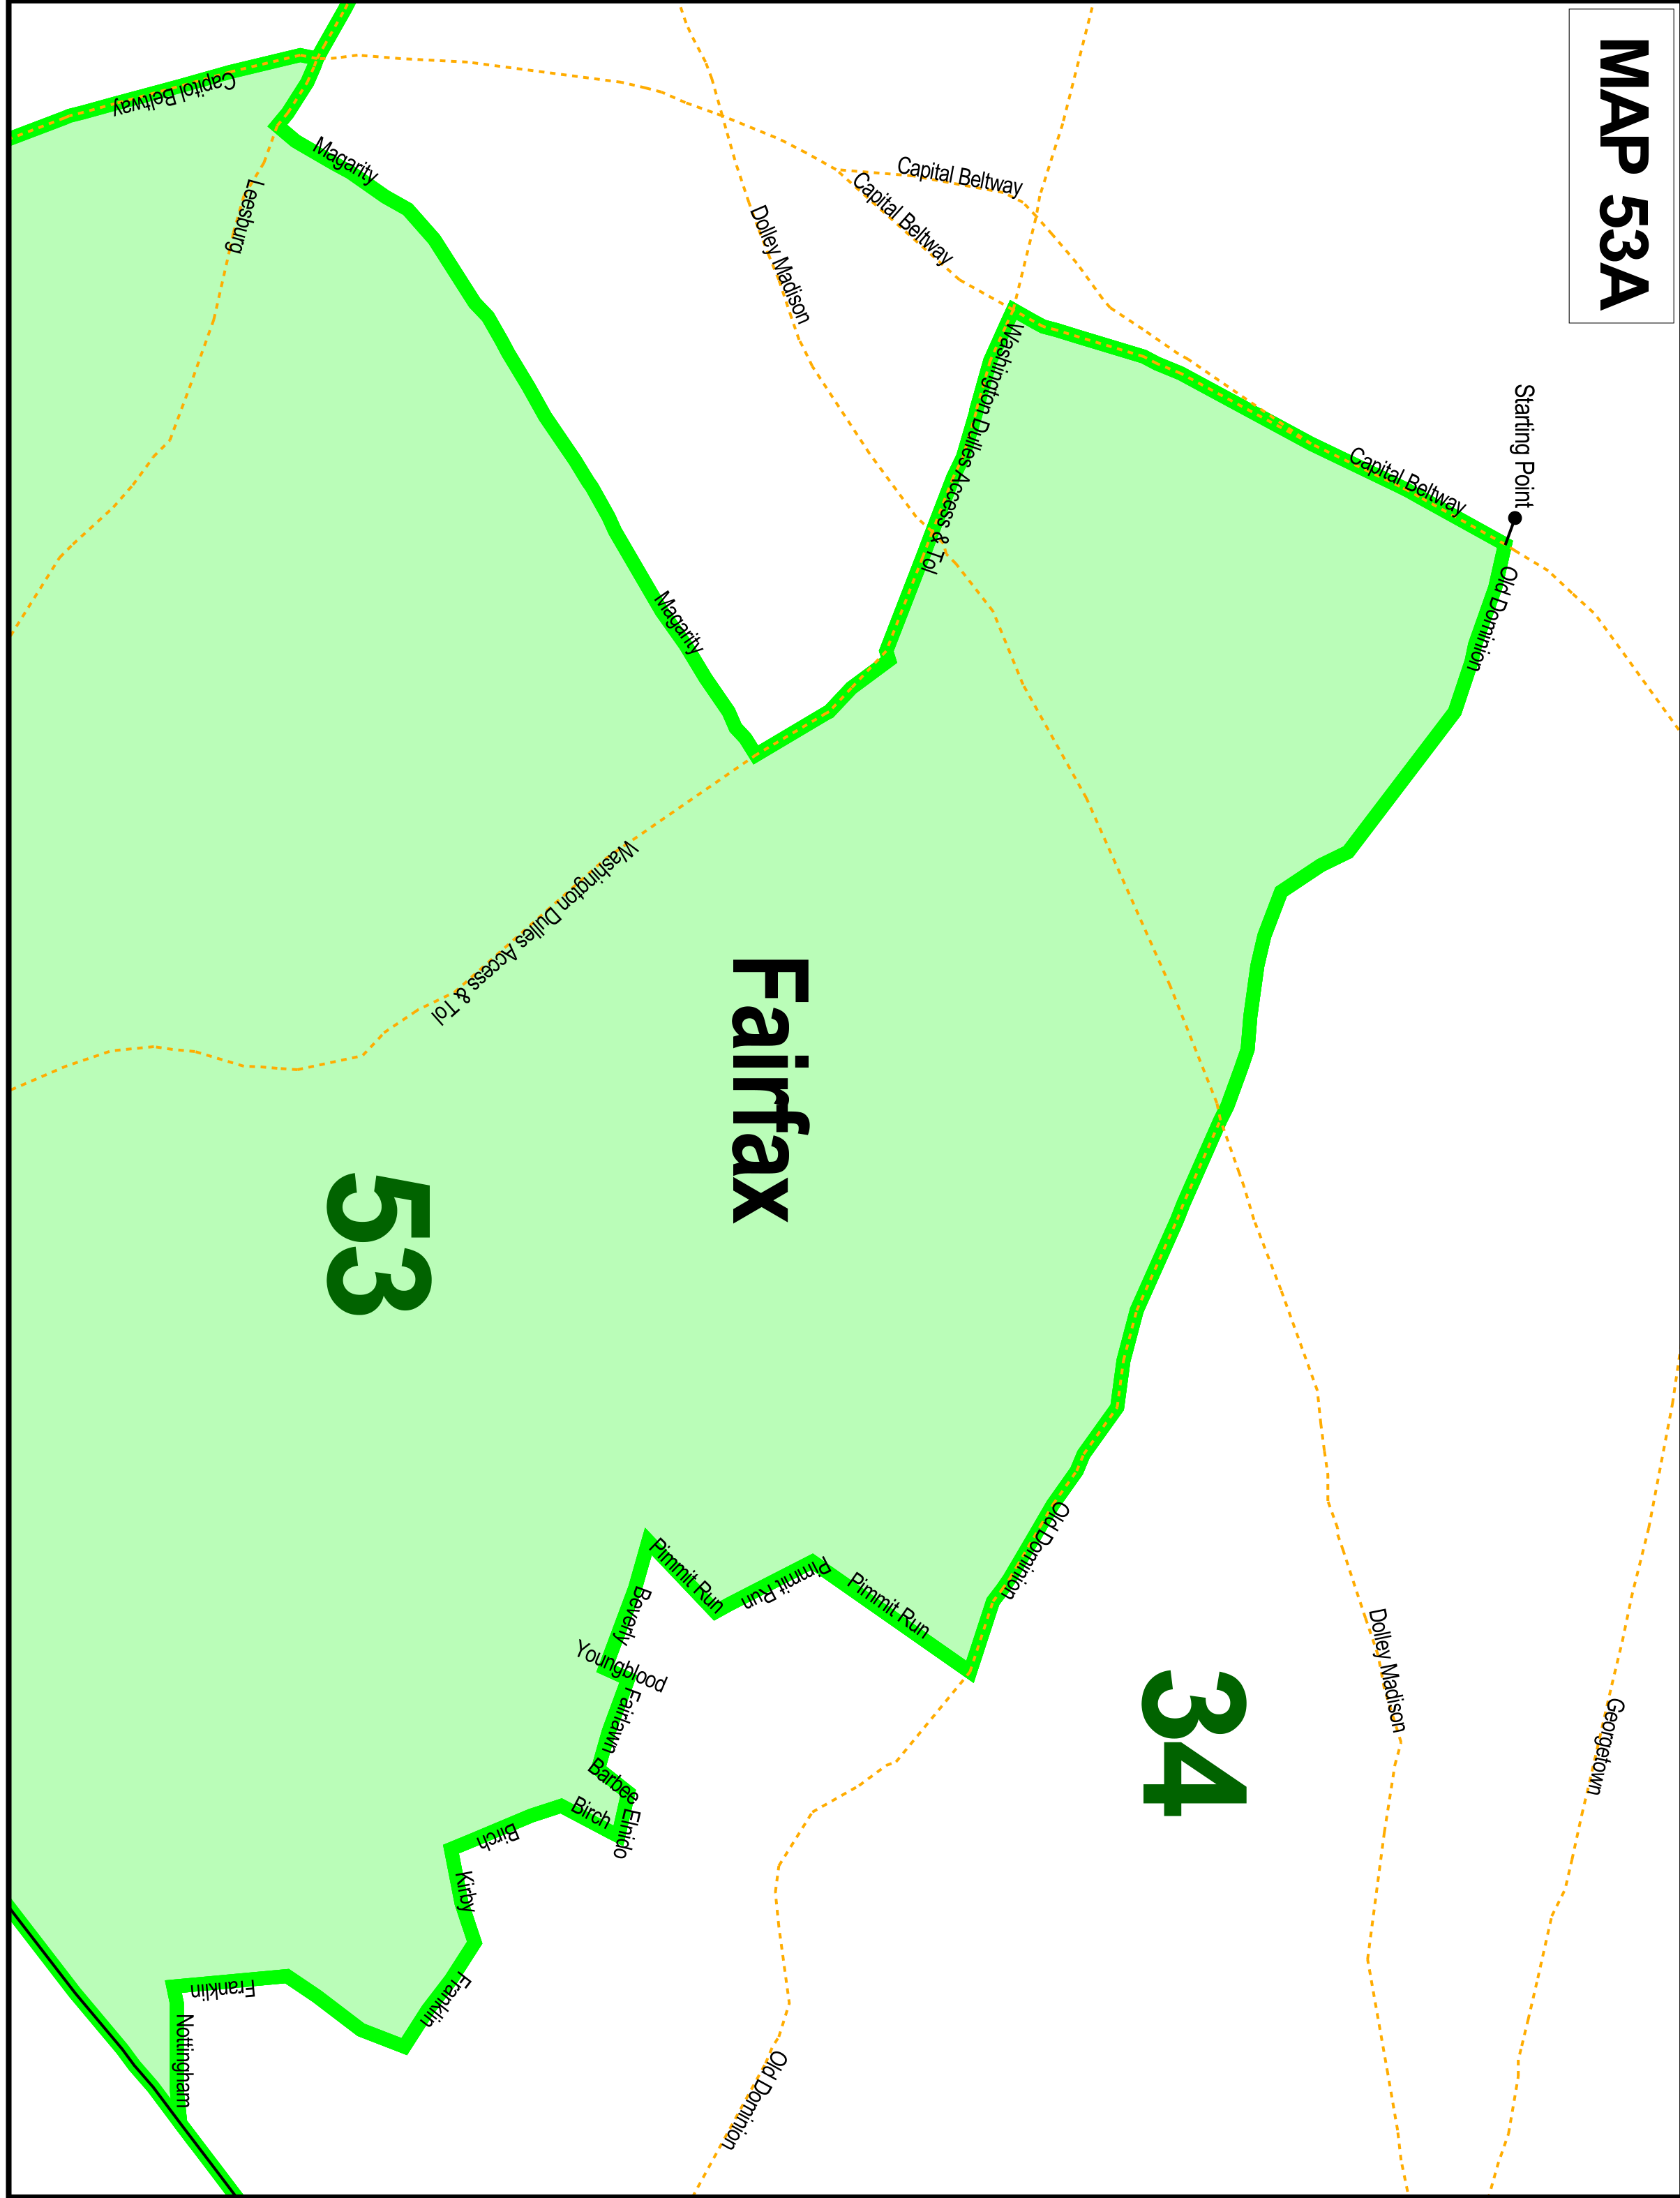 MAP 53A
Starting Point
Capital Beltway
Old Dominion
Capital Beltway
Capital Beltway
Washington Dulles Access & Tol
Dolley Madison
Capitol Beltway
Magarity
Leesburg
Magarity
Washington Dulles Access & Tol
Fairfax
53
34
Old Dominion
Pimmit Run
Pimmit Run
Pimmit Run
Beverly
Youngblood
Fairlawn
Barbee
Elnido
Birch
Birch
Kirby
Franklin
Franklin
Nottingham
Dolley Madison
Georgetown
Old Dominion